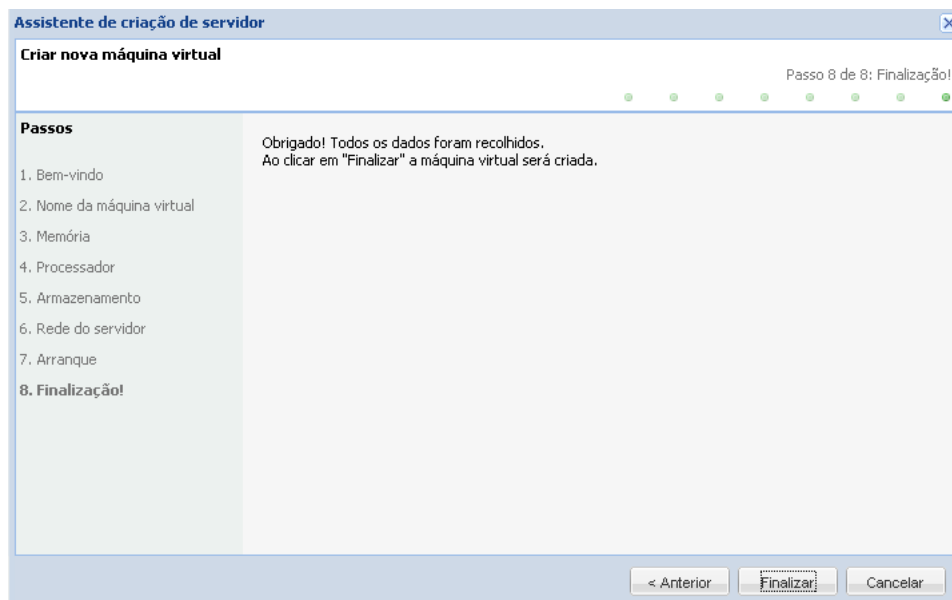 Assistente de criação de servidor
Criar nova máquina virtual
Passo 8 de 8: Finalização!
Passos
1. Bem-vindo
2. Nome da máquina virtual
3. Memória
4. Processador
5. Armazenamento
6. Rede do servidor
7. Arranque
8. Finalização!
Obrigado! Todos os dados foram recolhidos.
Ao clicar em "Finalizar" a máquina virtual será criada.
< Anterior
Finalizar
Cancelar